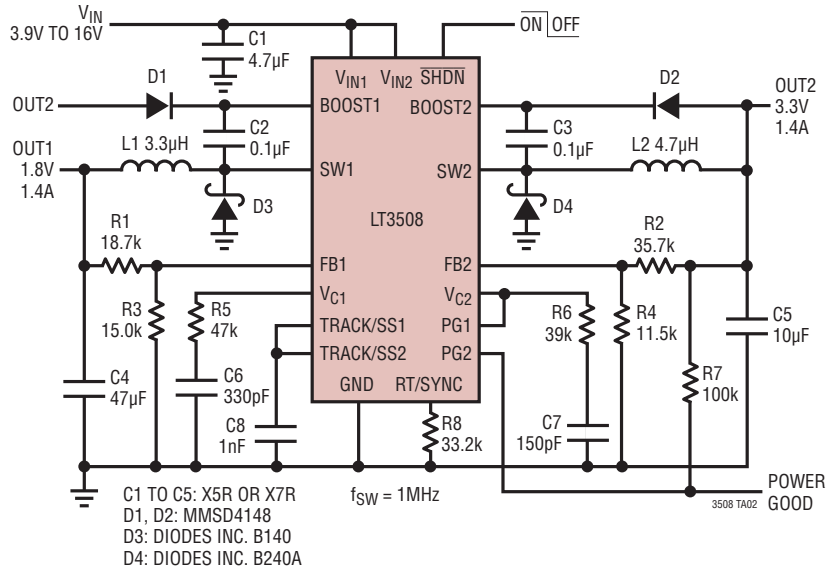 VIN
3.9V TO 16V
ON OFF
C1
4.7µF
VIN1 VIN2 SHDN
D1
D2
OUT2
BOOST1
BOOST2
OUT2
3.3V
1.4A
C2
0.1µF
C3
0.1µF
OUT1
1.8V
1.4A
L1 3.3µH
L2 4.7µH
SW1
SW2
D3
D4
LT3508
R1
18.7k
R2
35.7k
FB1
FB2
VC1
VC2
R3
15.0k
R5
47k
R6
39k
R4
11.5k
C5
10µF
TRACK/SS1
PG1
TRACK/SS2
PG2
C4
47µF
C6
330pF
R7
100k
GND RT/SYNC
C8
1nF
R8
33.2k
C7
150pF
C1 TO C5: X5R OR X7R
D1, D2: MMSD4148
D3: DIODES INC. B140
D4: DIODES INC. B240A
fSW = 1MHz
3508 TA02
POWER
GOOD